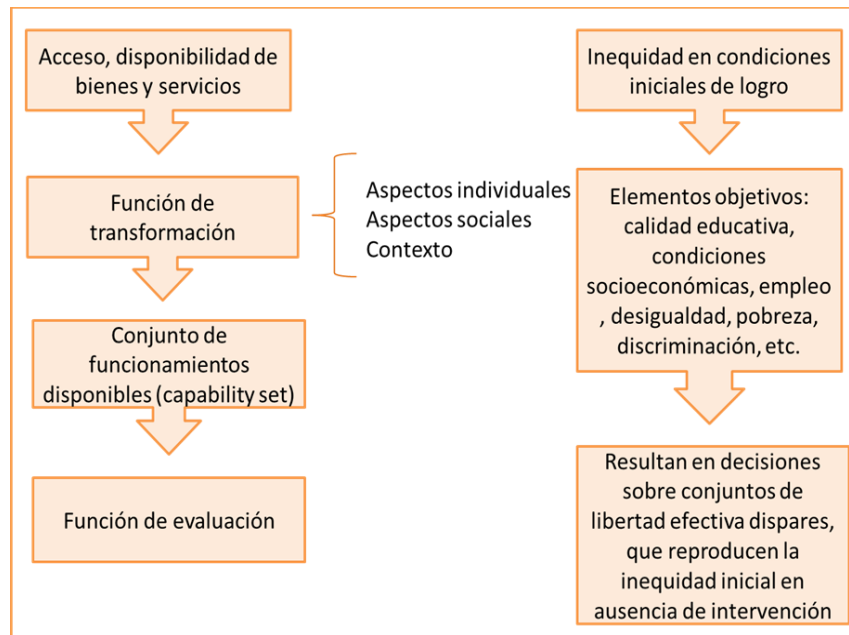 Acceso, disponibilidad de
bienes y servicios
Función de
transformación
Aspectos individuales
Aspectos sociales
Contexto
Conjunto de
funcionamientos
disponibles (capability set)
Función de evaluación
Inequidad en condiciones
iniciales de logro
Elementos objetivos:
calidad educativa,
condiciones
socioeconómicas, empleo
, desigualdad, pobreza,
discriminación, etc.
Resultan en decisiones
sobre conjuntos de
libertad efectiva dispares,
que reproducen la
inequidad inicial en
ausencia de intervención